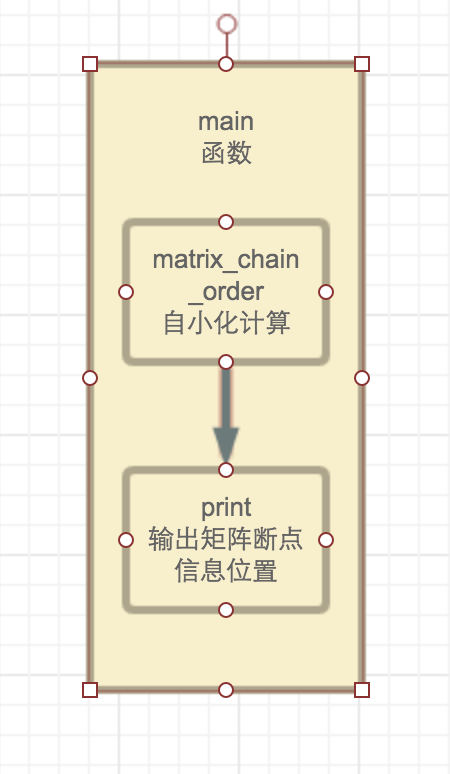 main
函数
matrix_chain
_order
自小化计算
print
输出矩阵断点
信息位置